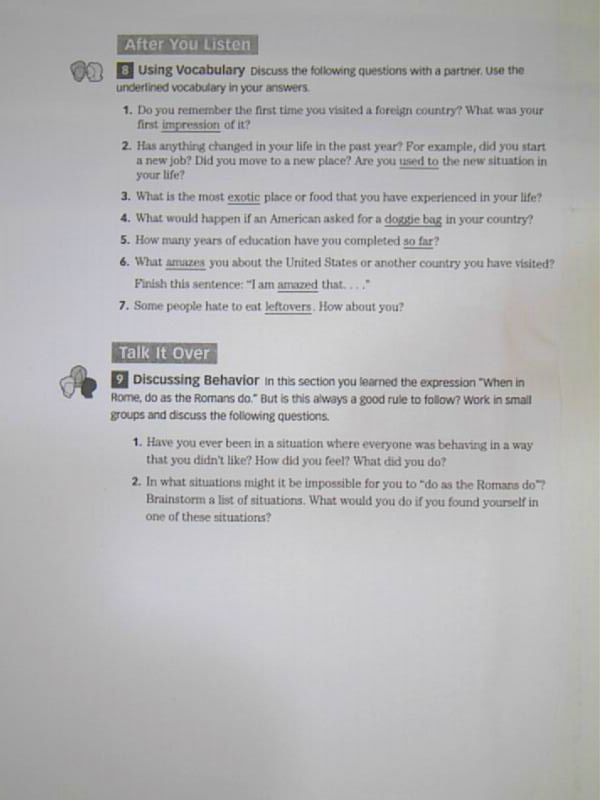 After You Listen
8 Using Vocabulary Discuss the following questions with a partner. Use the
underlined vocabulary in your answers.
1. Do you remember the first time you visited a foreign country? What was your
first impression of it?
2. Has anything changed in your life in the past year? For example, did you start
a new job? Did you move to a new place? Are you used to the new situation in
your life?
3. What is the most exotic place or food that you have experienced in your life?
4. What would happen if an American asked for a doggie bag in your country?
5. How many years of education have you completed so far?
6. What amazes you about the United States or another country you have visited?
Finish this sentence: "I am amazed that. . . ."
7. Some people hate to eat leftovers. How about you?
Talk It Over
9 Discussing Behavior In this section you learned the expression "When in
Rome, do as the Romans do." But is this always a good rule to follow? Work in small
groups and discuss the following questions.
1. Have you ever been in a situation where everyone was behaving in a way
that you didn't like? How did you feel? What did you do?
2. In what situations might it be impossible for you to "do as the Romans do"?
Brainstorm a list of situations. What would you do if you found yourself in
one of these situations?